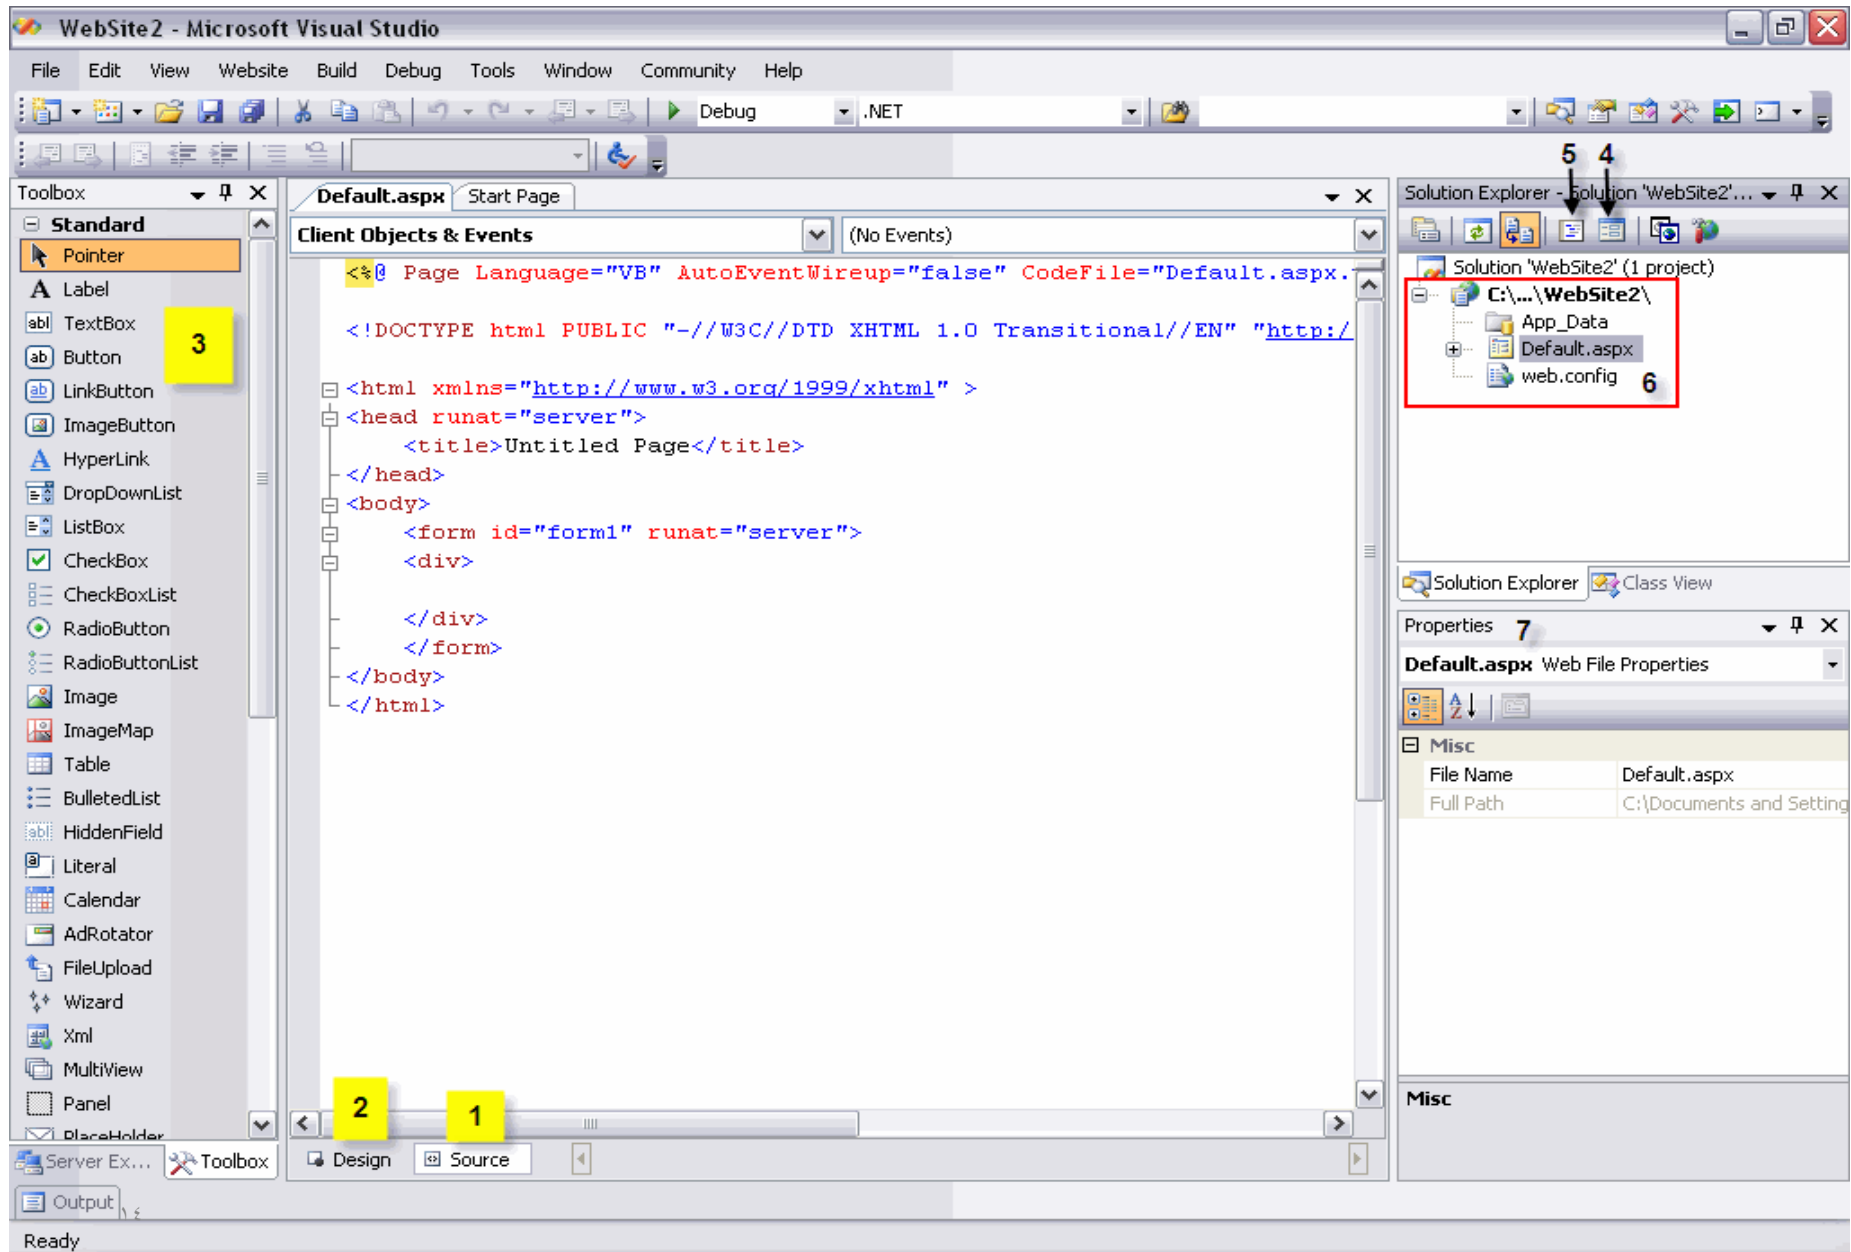 WebSite2 - Microsoft Visual Studio
File Edit View Website Build Debug Tools Window Community Help
Debug .NET
5 4
Toolbox
Standard
Pointer
Label
TextBox
3
Button
LinkButton
ImageButton
HyperLink
DropDownList
ListBox
CheckBox
CheckBoxList
RadioButton
RadioButtonList
Image
ImageMap
Table
BulletedList
HiddenField
Literal
Calendar
AdRotator
FileUpload
Wizard
Xml
MultiView
Panel
PlaceHolder
Server Ex... Toolbox
Default.aspx Start Page
Client Objects & Events (No Events)
<%@ Page Language="VB" AutoEventWireup="false" CodeFile="Default.aspx.
<!DOCTYPE html PUBLIC "-//W3C//DTD XHTML 1.0 Transitional//EN" "http:/
<html xmlns="http://www.w3.org/1999/xhtml" >
<head runat="server">
<title>Untitled Page</title>
</head>
<body>
<form id="form1" runat="server">
<div>
</div>
</form>
</body>
</html>
2 1
Design Source
Solution Explorer - Solution 'WebSite2'...
Solution 'WebSite2' (1 project)
C:\...\WebSite2\
App_Data
Default.aspx
web.config 6
Solution Explorer Class View
Properties 7
Default.aspx Web File Properties
Misc
File Name Default.aspx
Full Path C:\Documents and Setting
Misc
Output
Ready